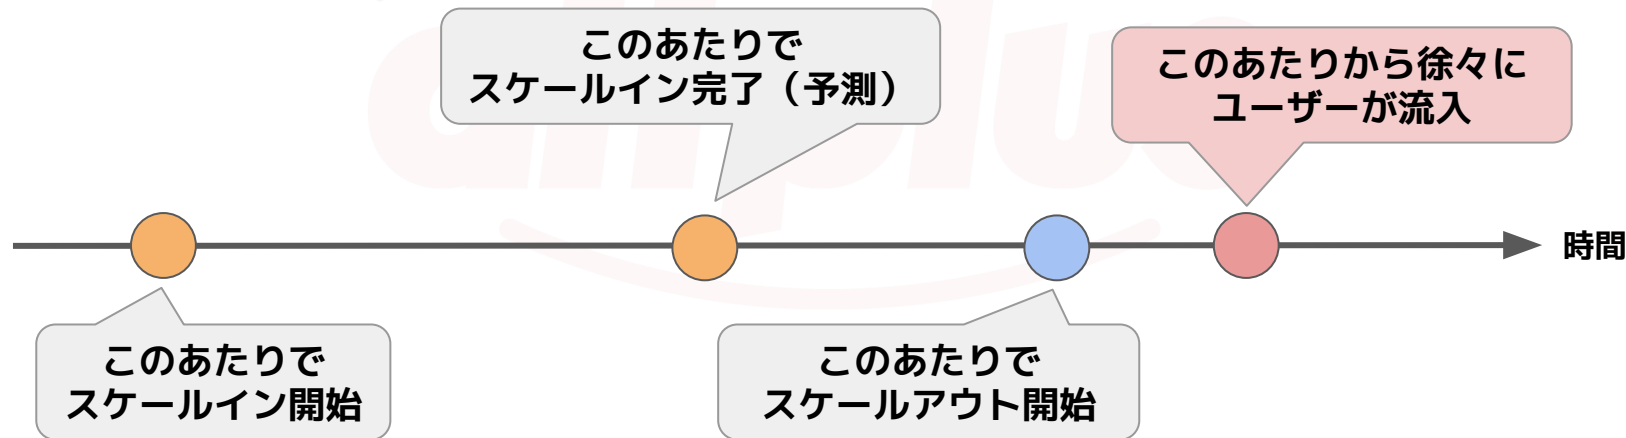 このあたりで
スケールイン完了（予測）
このあたりから徐々に
ユーザーが流入
時間
このあたりで
スケールイン開始
このあたりで
スケールアウト開始